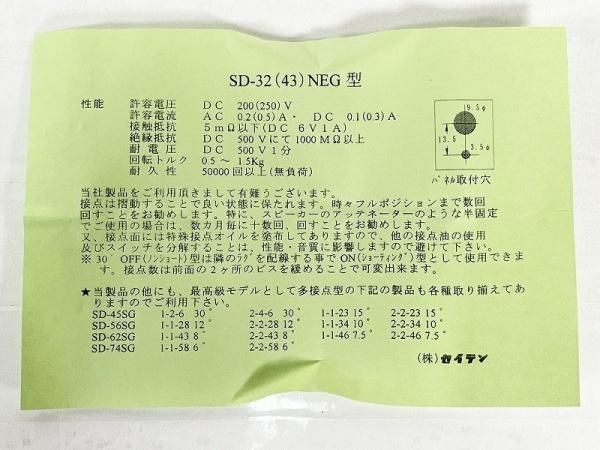 SD-32(43)NEG 型
性能 許容電圧 DC 200(250)V
許容電流 AC 0.2(0.5)A・DC 0.1(0.3)A
接触抵抗 5mΩ以下(DC 6V1A)
絶縁抵抗 DC 500Vにて1000MΩ以上
耐電圧 DC 500V1分
回転トルク 0.5～1.5Kg
耐久性 50000回以上(無負荷)
19.5φ
13.5
3.5φ
ﾊﾟﾈﾙ取付穴
当社製品をご利用頂きまして有難うございます。
接点は摺動することで良い状態に保たれます。時々フルポジションまで数回
回すことをお勧めします。特に、スピーカーのアッテネーターのような半固定
でご使用の場合は、数カ月毎に十数回、回すことをお勧めします。
又、接点面には特殊接点オイルを塗布してありますので、他の接点油の使用
及びスイッチを分解することは、性能・音質に影響しますので避けて下さい。
※30ﾟOFF(ﾉﾝｼｮｰﾄ)型は隣のﾗｸﾞを配線する事でON(ｼｮｰﾃｨﾝｸﾞ)型として使用できま
す。接点数は前面の2ヶ所のビスを緩めることで可変出来ます。
★当製品の他にも、最高級モデルとして多接点型の下記の製品も各種取り揃えてあ
りますのでご利用下さい。
SD-45SG 1-2-6 30ﾟ 2-4-6 30ﾟ 1-1-23 15ﾟ 2-2-23 15ﾟ
SD-56SG 1-1-28 12ﾟ 2-2-28 12ﾟ 1-1-34 10ﾟ 2-2-34 10ﾟ
SD-62SG 1-1-43 8ﾟ 2-2-43 8ﾟ 1-1-46 7.5ﾟ 2-2-46 7.5ﾟ
SD-74SG 1-1-58 6ﾟ 2-2-58 6ﾟ
(株)セイデン